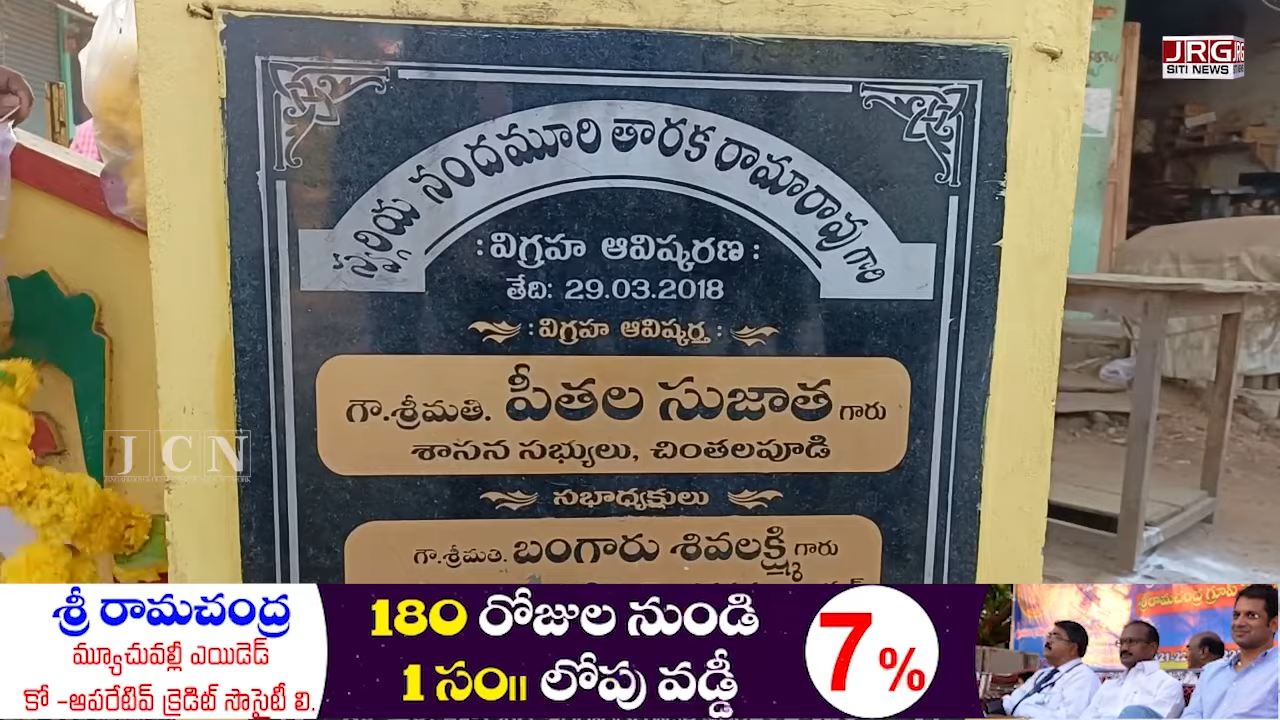 JRG
SITI NEWS
స్వర్గీయ నందమూరి తారక రామారావు గారి
: విగ్రహ ఆవిష్కరణ :
తేది: 29.03.2018
: విగ్రహ ఆవిష్కర్త :
గౌ.శ్రీమతి. పీతల సుజాత గారు
శాసన సభ్యులు, చింతలపూడి
సభాధ్యక్షులు
గౌ.శ్రీమతి. బంగారు శివలక్ష్మి గారు
JCN
శ్రీ రామచంద్ర
మ్యూచువల్లీ ఎయిడెడ్
కో -ఆపరేటివ్ క్రెడిట్ సొసైటీ లి.
180 రోజుల నుండి
1 సం॥ లోపు వడ్డీ
7%
శ్రీరామచంద్ర గ్రూప్